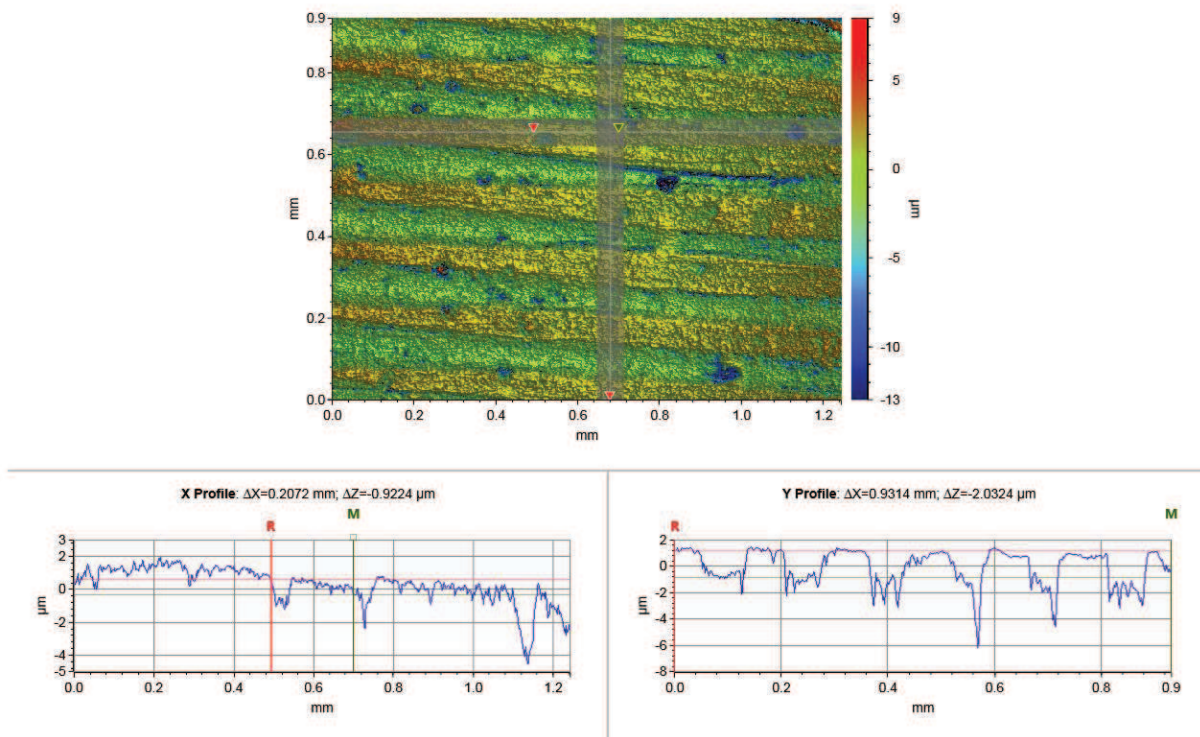 0.9
0.8
0.6
0.4
0.2
0.0
mm
0.0 0.2 0.4 0.6 0.8 1.0 1.2
mm
9
5
0
-5
-10
-13
µm
X Profile: ΔX=0.2072 mm; ΔZ=-0.9224 µm
R M
3
2
0
-2
-4
-5
µm
0.0 0.2 0.4 0.6 0.8 1.0 1.2
mm
Y Profile: ΔX=0.9314 mm; ΔZ=-2.0324 µm
R M
2
0
-2
-4
-6
-8
µm
0.0 0.2 0.4 0.6 0.8 0.9
mm